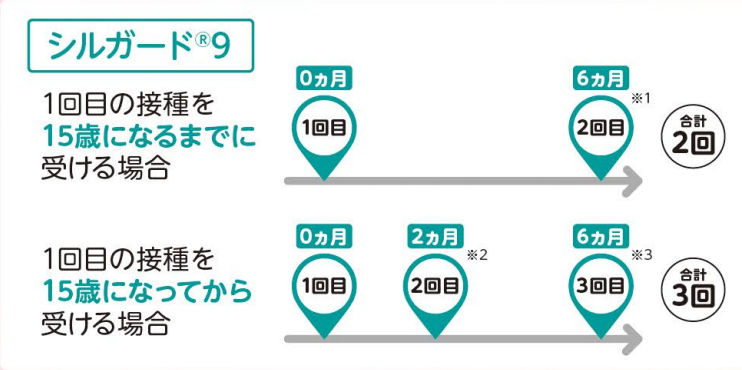 シルガード®9
1回目の接種を
15歳になるまでに
受ける場合
0ヵ月
1回目
6ヵ月
※1
2回目
合計
2回
1回目の接種を
15歳になってから
受ける場合
0ヵ月
1回目
2ヵ月
※2
2回目
6ヵ月
※3
3回目
合計
3回